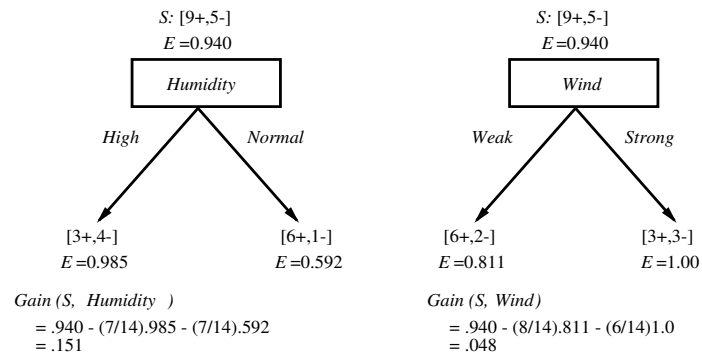 S: [9+,5-]
E =0.940
Humidity
High
Normal
[3+,4-]
E =0.985
[6+,1-]
E =0.592
Gain (S, Humidity )
= .940 - (7/14).985 - (7/14).592
= .151
S: [9+,5-]
E =0.940
Wind
Weak
Strong
[6+,2-]
E =0.811
[3+,3-]
E =1.00
Gain (S, Wind)
= .940 - (8/14).811 - (6/14)1.0
= .048